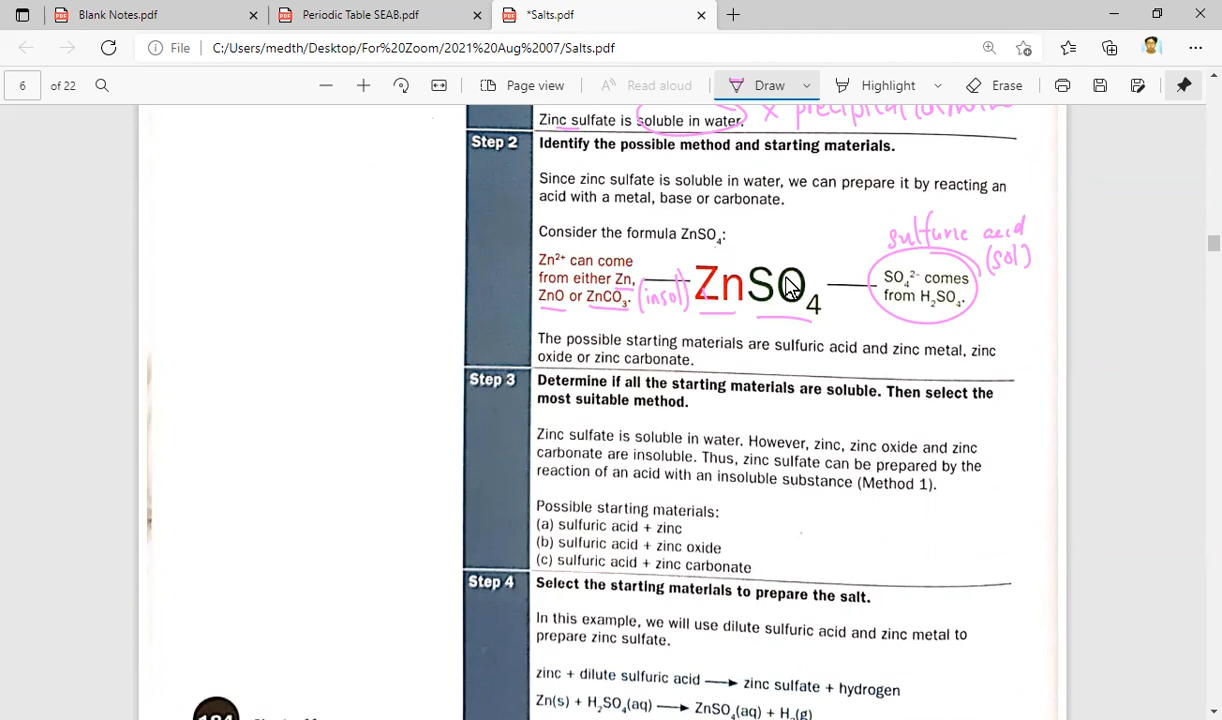 Blank Notes.pdf
Periodic Table SEAB.pdf
*Salts.pdf
File
C:/Users/medth/Desktop/For%20Zoom/2021%20Aug%2007/Salts.pdf
6
of 22
Page view
Read aloud
Draw
Highlight
Erase
Zinc sulfate is soluble in water.
x
Step 2
Identify the possible method and starting materials.
Since zinc sulfate is soluble in water, we can prepare it by reacting an
acid with a metal, base or carbonate.
Consider the formula ZnSO₄:
sulfuric acid
(sol)
Zn²⁺ can come
from either Zn,
ZnO or ZnCO₃.
(insol)
ZnSO₄
SO₄²⁻ comes
from H₂SO₄.
The possible starting materials are sulfuric acid and zinc metal, zinc
oxide or zinc carbonate.
Step 3
Determine if all the starting materials are soluble. Then select the
most suitable method.
Zinc sulfate is soluble in water. However, zinc, zinc oxide and zinc
carbonate are insoluble. Thus, zinc sulfate can be prepared by the
reaction of an acid with an insoluble substance (Method 1).
Possible starting materials:
(a) sulfuric acid + zinc
(b) sulfuric acid + zinc oxide
(c) sulfuric acid + zinc carbonate
Step 4
Select the starting materials to prepare the salt.
In this example, we will use dilute sulfuric acid and zinc metal to
prepare zinc sulfate.
zinc + dilute sulfuric acid → zinc sulfate + hydrogen
Zn(s) + H₂SO₄(aq) → ZnSO₄(aq) + H₂(g)